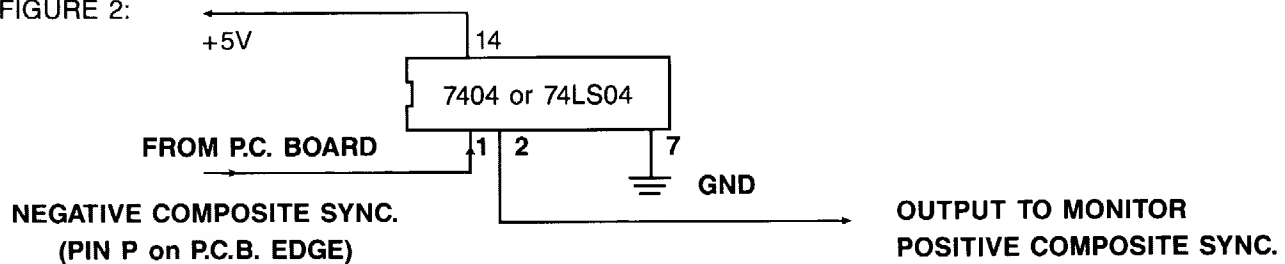 FIGURE 2:
+5V
14
7404 or 74LS04
FROM P.C. BOARD
1 2 7
GND
NEGATIVE COMPOSITE SYNC.
(PIN P on P.C.B. EDGE)
OUTPUT TO MONITOR
POSITIVE COMPOSITE SYNC.